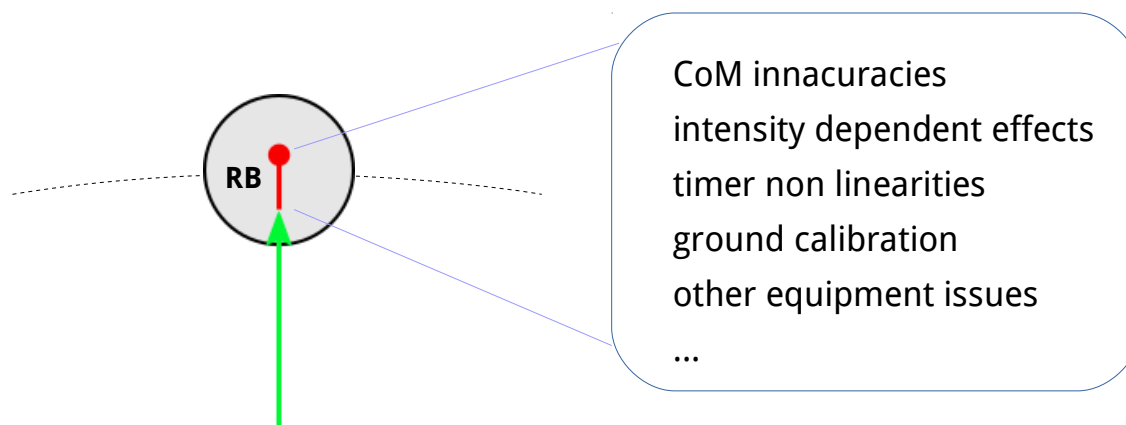 RB
CoM innacuracies
intensity dependent effects
timer non linearities
ground calibration
other equipment issues
...